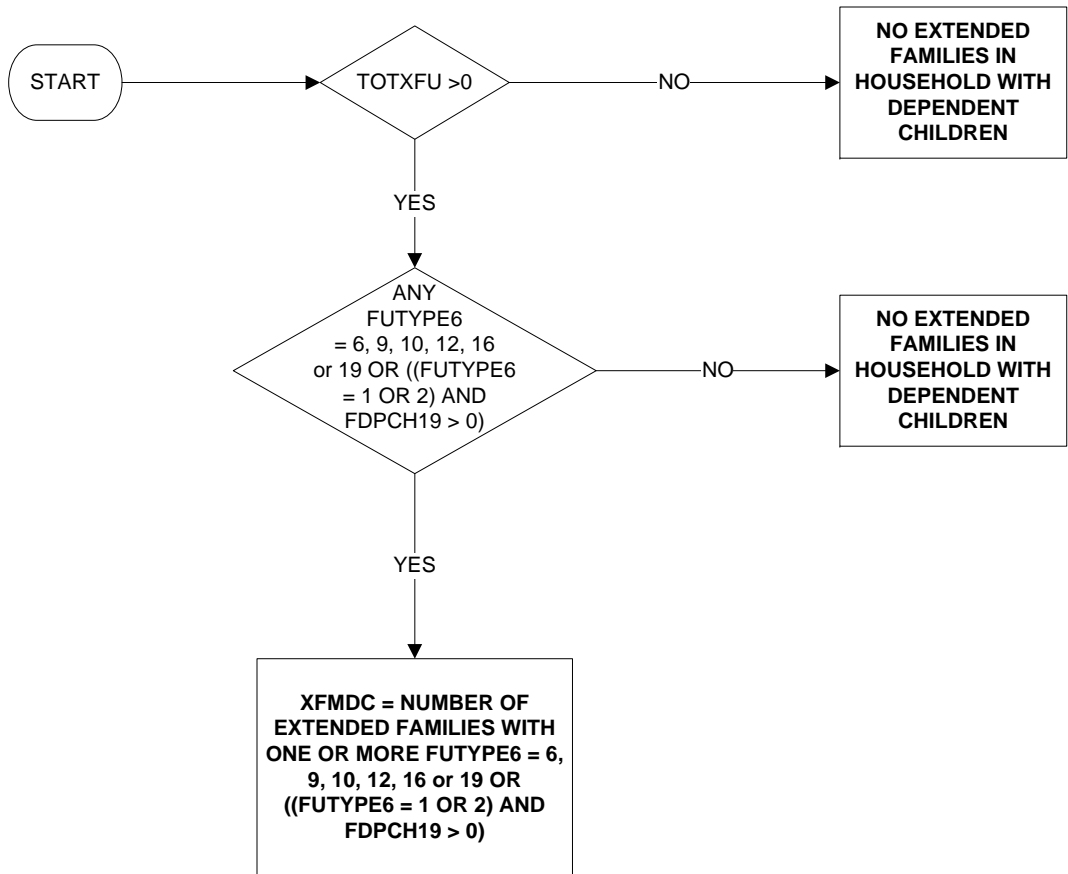 START
TOTXFU >0
NO
NO EXTENDED
FAMILIES IN
HOUSEHOLD WITH
DEPENDENT
CHILDREN
YES
ANY
FUTYPE6
= 6, 9, 10, 12, 16
or 19 OR ((FUTYPE6
= 1 OR 2) AND
FDPCH19 > 0)
NO
NO EXTENDED
FAMILIES IN
HOUSEHOLD WITH
DEPENDENT
CHILDREN
YES
XFMDC = NUMBER OF
EXTENDED FAMILIES WITH
ONE OR MORE FUTYPE6 = 6,
9, 10, 12, 16 or 19 OR
((FUTYPE6 = 1 OR 2) AND
FDPCH19 > 0)